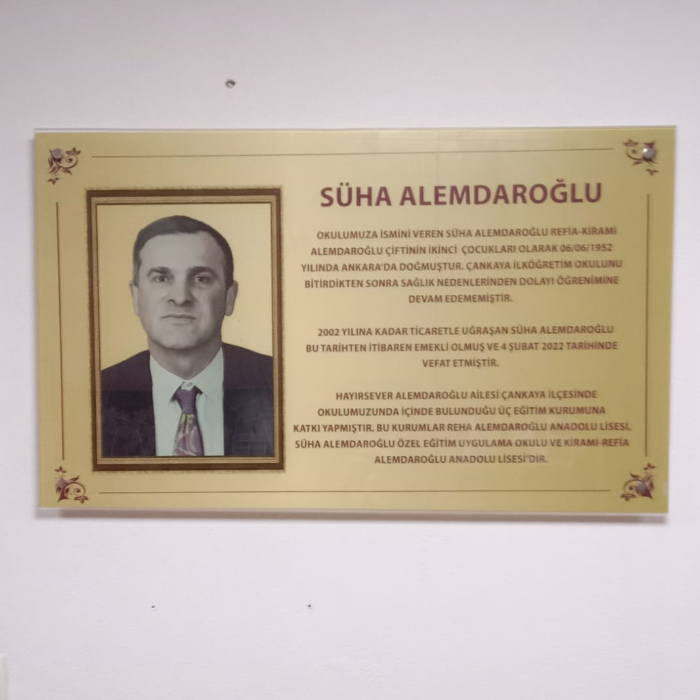 SÜHA ALEMDAROĞLU
OKULUMUZA İSMİNİ VEREN SÜHA ALEMDAROĞLU REFİA-KİRAMİ
ALEMDAROĞLU ÇİFTİNİN İKİNCİ ÇOCUKLARI OLARAK 06/06/1952
YILINDA ANKARA'DA DOĞMUŞTUR. ÇANKAYA İLKÖĞRETİM OKULUNU
BİTİRDİKTEN SONRA SAĞLIK NEDENLERİNDEN DOLAYI ÖĞRENİMİNE
DEVAM EDEMEMİŞTİR.
2002 YILINA KADAR TİCARETLE UĞRAŞAN SÜHA ALEMDAROĞLU
BU TARİHTEN İTİBAREN EMEKLİ OLMUŞ VE 4 ŞUBAT 2022 TARİHİNDE
VEFAT ETMİŞTİR.
HAYIRSEVER ALEMDAROĞLU AİLESİ ÇANKAYA İLÇESİNDE
OKULUMUZUNDA İÇİNDE BULUNDUĞU ÜÇ EĞİTİM KURUMUNA
KATKI YAPMIŞTIR. BU KURUMLAR REHA ALEMDAROĞLU ANADOLU LİSESİ,
SÜHA ALEMDAROĞLU ÖZEL EĞİTİM UYGULAMA OKULU VE KİRAMİ-REFİA
ALEMDAROĞLU ANADOLU LİSESİ'DİR.